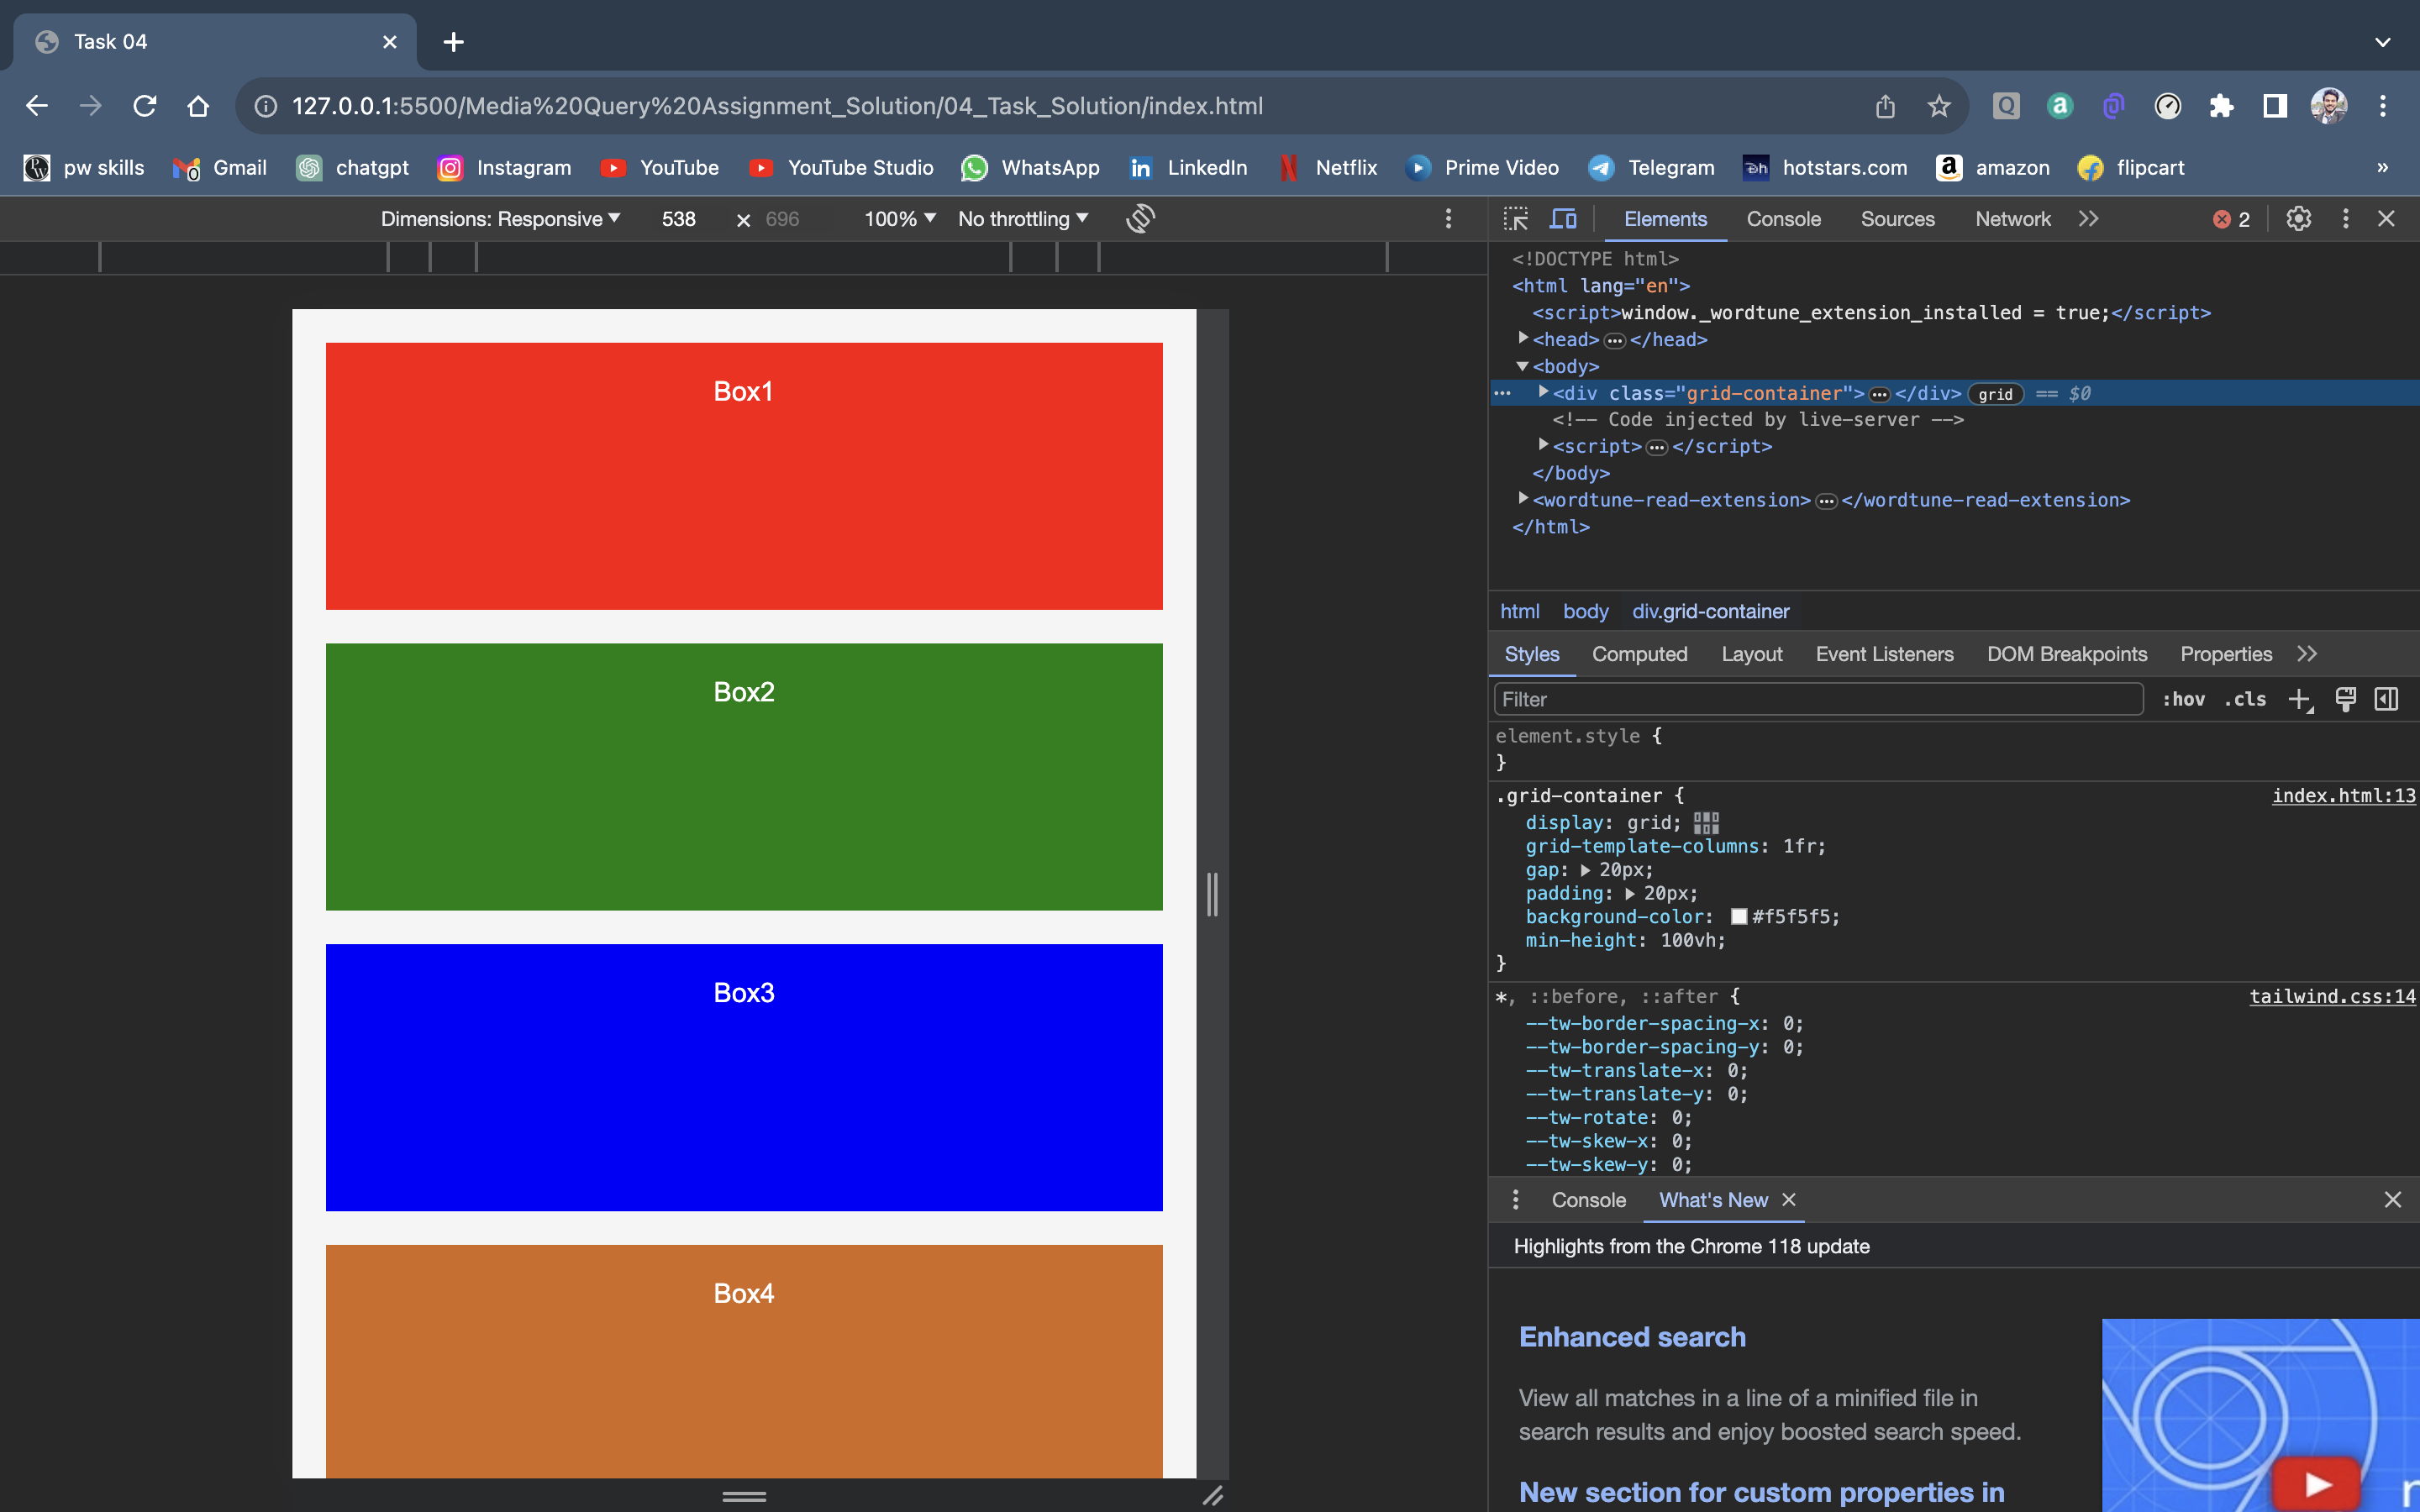 Task 04
127.0.0.1:5500/Media%20Query%20Assignment_Solution/04_Task_Solution/index.html
pw skills Gmail chatgpt Instagram YouTube YouTube Studio WhatsApp LinkedIn Netflix Prime Video Telegram hotstars.com amazon flipcart »
Dimensions: Responsive 538 × 696 100% No throttling
Elements Console Sources Network 2
Box1
Box2
Box3
Box4
<!DOCTYPE html>
<html lang="en">
<script>window._wordtune_extension_installed = true;</script>
<head>…</head>
<body>
<div class="grid-container">…</div> grid == $0
<!-- Code injected by live-server -->
<script>…</script>
</body>
<wordtune-read-extension>…</wordtune-read-extension>
</html>
html body div.grid-container
Styles Computed Layout Event Listeners DOM Breakpoints Properties
Filter :hov .cls
element.style {
}
.grid-container { index.html:13
display: grid;
grid-template-columns: 1fr;
gap: 20px;
padding: 20px;
background-color: #f5f5f5;
min-height: 100vh;
}
*, ::before, ::after { tailwind.css:14
--tw-border-spacing-x: 0;
--tw-border-spacing-y: 0;
--tw-translate-x: 0;
--tw-translate-y: 0;
--tw-rotate: 0;
--tw-skew-x: 0;
--tw-skew-y: 0;
Console What's New
Highlights from the Chrome 118 update
Enhanced search
View all matches in a line of a minified file in
search results and enjoy boosted search speed.
New section for custom properties in